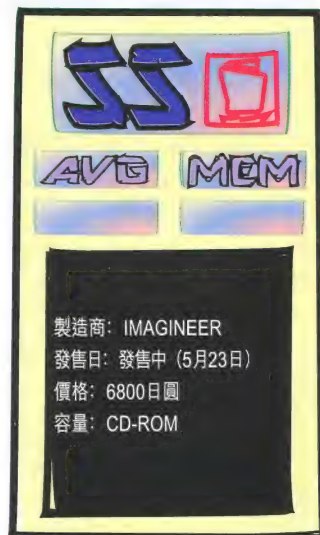 SS
AVG MEM
製造商：IMAGINEER
發售日：發售中（5月23日）
價格：6800日圓
容量：CD-ROM